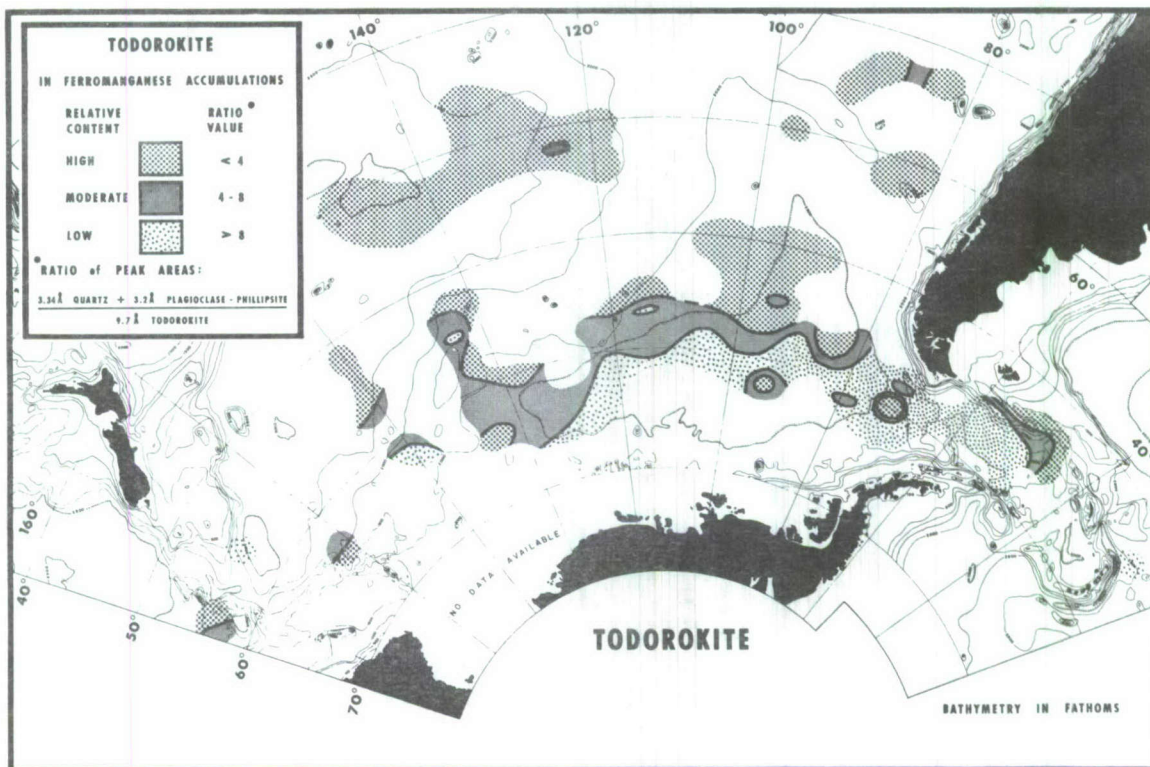 TODOROKITE
IN FERROMANGANESE ACCUMULATIONS
RELATIVE CONTENT
RATIO VALUE
HIGH < 4
MODERATE 4 - 8
LOW > 8
RATIO of PEAK AREAS:
3.34Å QUARTZ + 3.2Å PLAGIOCLASE - PHILLIPSITE
9.7 Å TODOROKITE
140°
120°
100°
80°
60°
40
160°
40°
50°
60°
70°
NO DATA AVAILABLE
TODOROKITE
BATHYMETRY IN FATHOMS